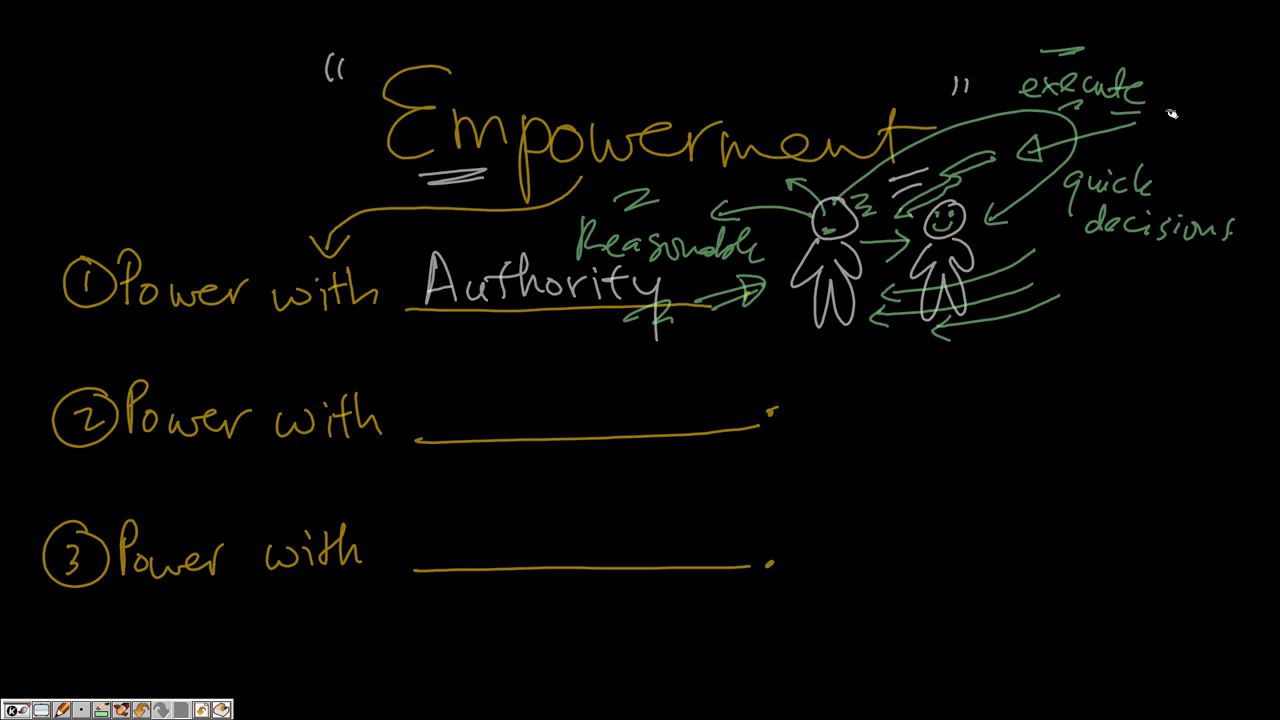 " Empowerment "
execute
quick
decisions
Reasonable
① Power with Authority
② Power with
③ Power with